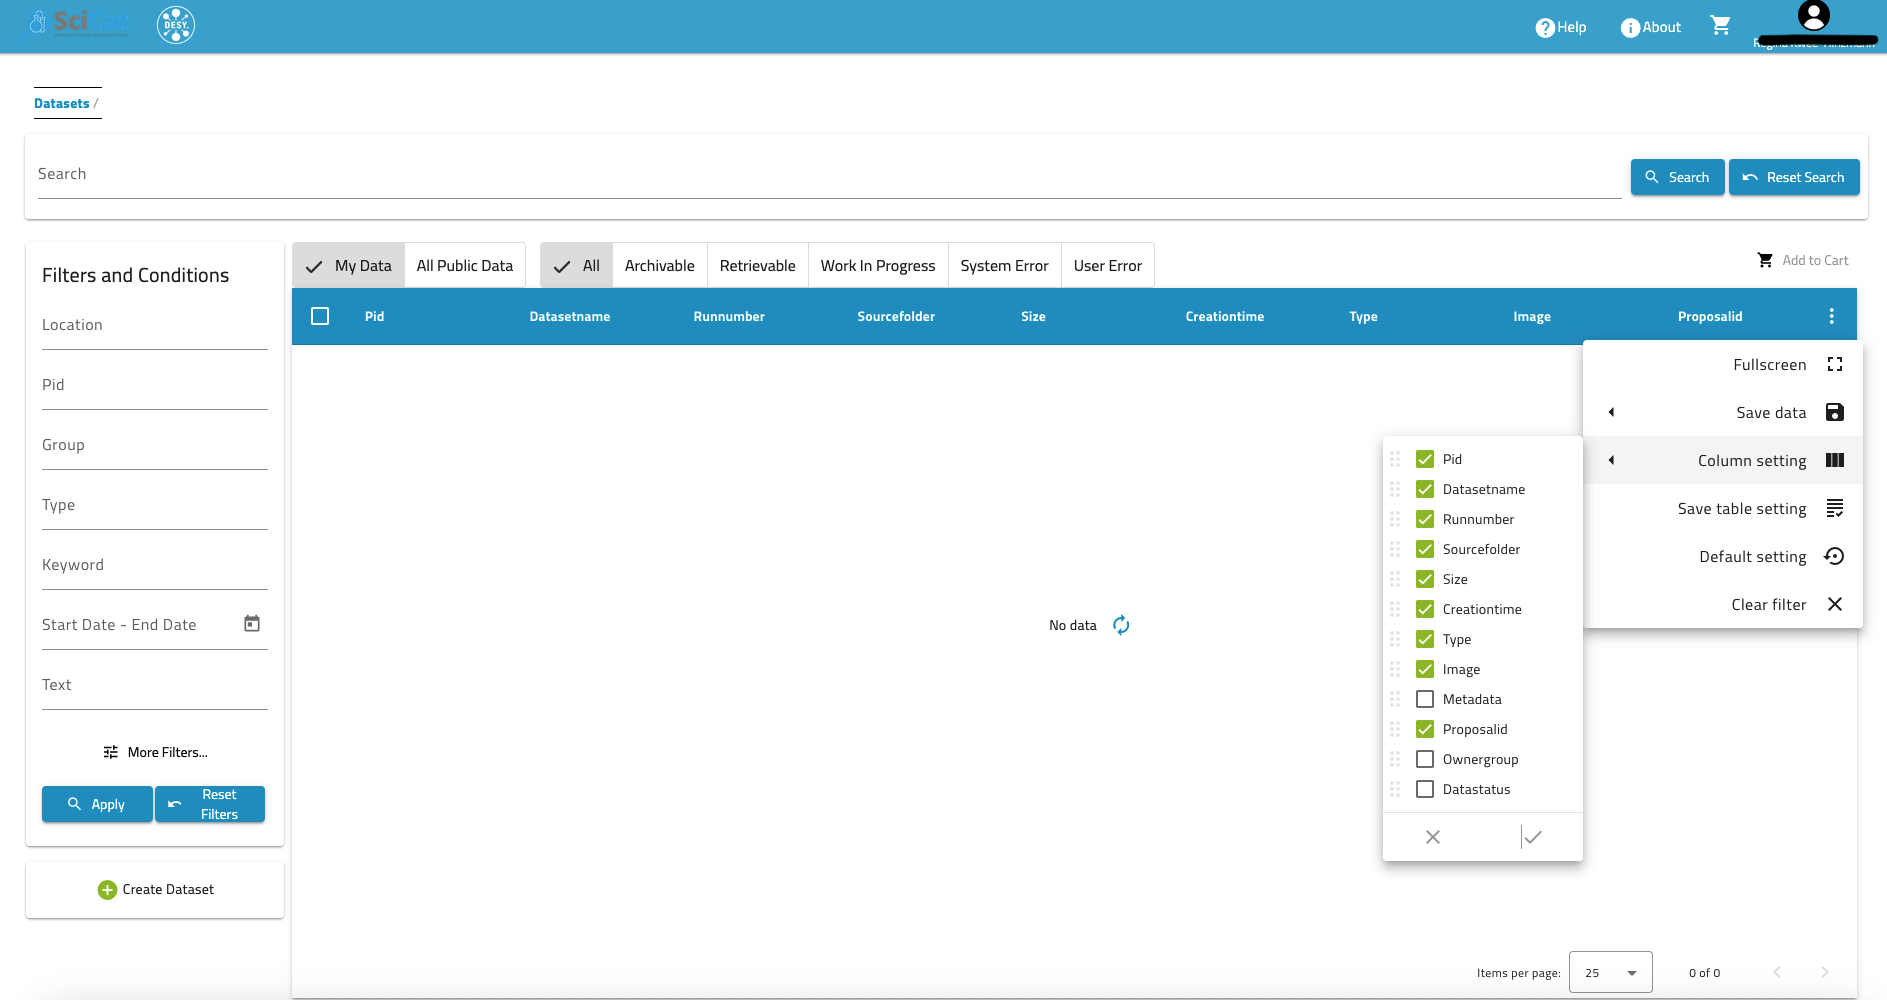 Sci
DESY.
Help
About
Datasets /
Search
Search
Reset Search
Filters and Conditions
Location
Pid
Group
Type
Keyword
Start Date - End Date
Text
More Filters...
Apply
Reset
Filters
Create Dataset
My Data
All Public Data
All
Archivable
Retrievable
Work In Progress
System Error
User Error
Add to Cart
Pid
Datasetname
Runnumber
Sourcefolder
Size
Creationtime
Type
Image
Proposalid
Fullscreen
Save data
Column setting
Save table setting
Default setting
Clear filter
Pid
Datasetname
Runnumber
Sourcefolder
Size
Creationtime
Type
Image
Metadata
Proposalid
Ownergroup
Datastatus
No data
Items per page:
25
0 of 0